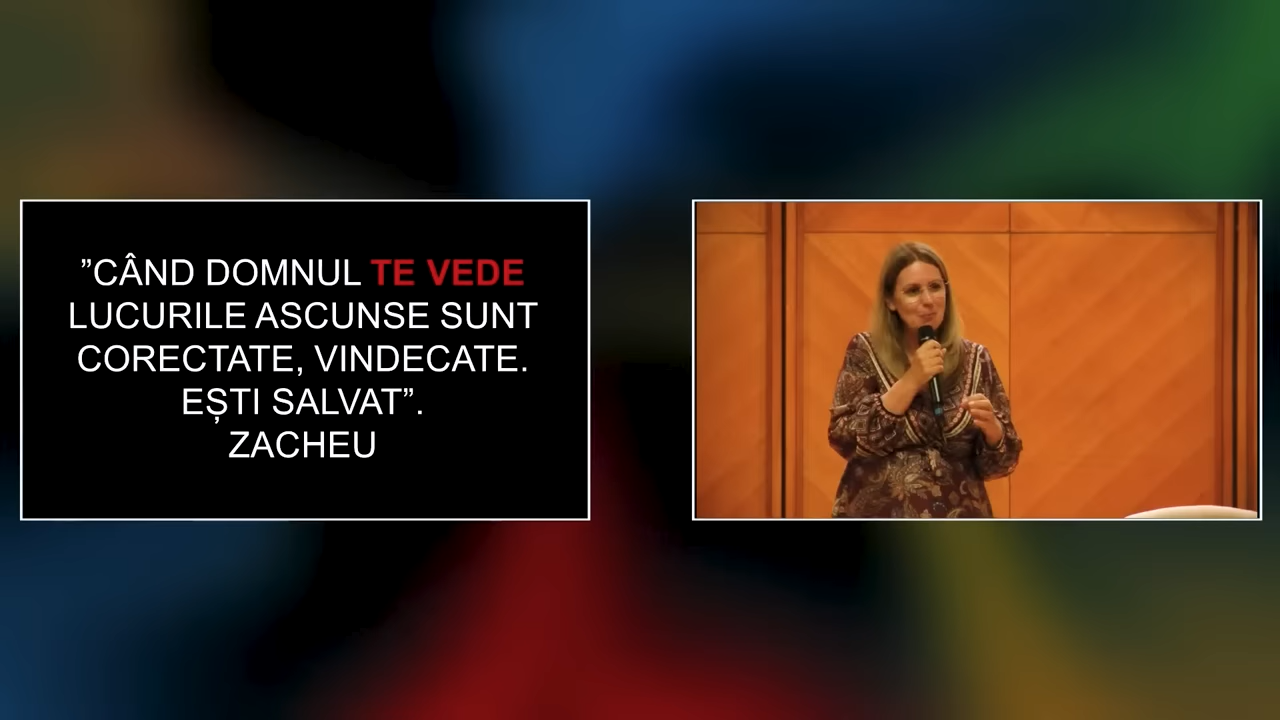 ”CÂND DOMNUL TE VEDE
LUCURILE ASCUNSE SUNT
CORECTATE, VINDECATE.
EȘTI SALVAT”.
ZACHEU